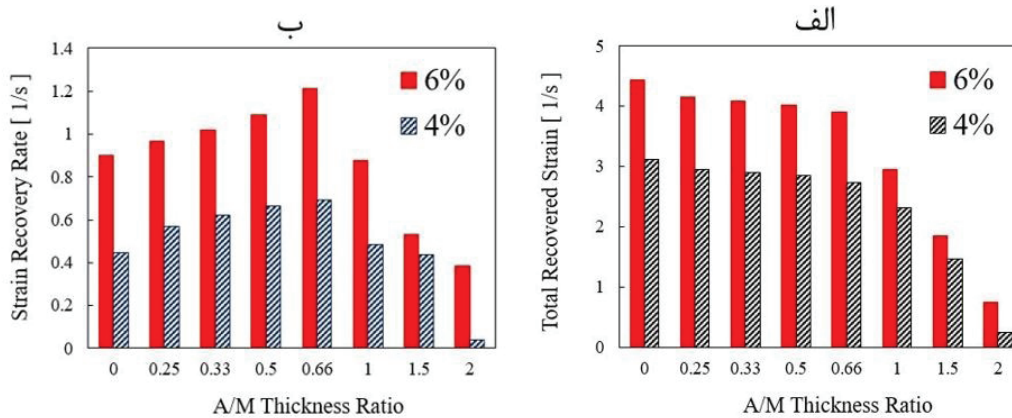 ب
1.4
1.2
1
0.8
0.6
0.4
0.2
0
Strain Recovery Rate [ 1/s ]
6%
4%
0 0.25 0.33 0.5 0.66 1 1.5 2
A/M Thickness Ratio
الف
5
4
3
2
1
0
Total Recovered Strain [ 1/s ]
6%
4%
0 0.25 0.33 0.5 0.66 1 1.5 2
A/M Thickness Ratio